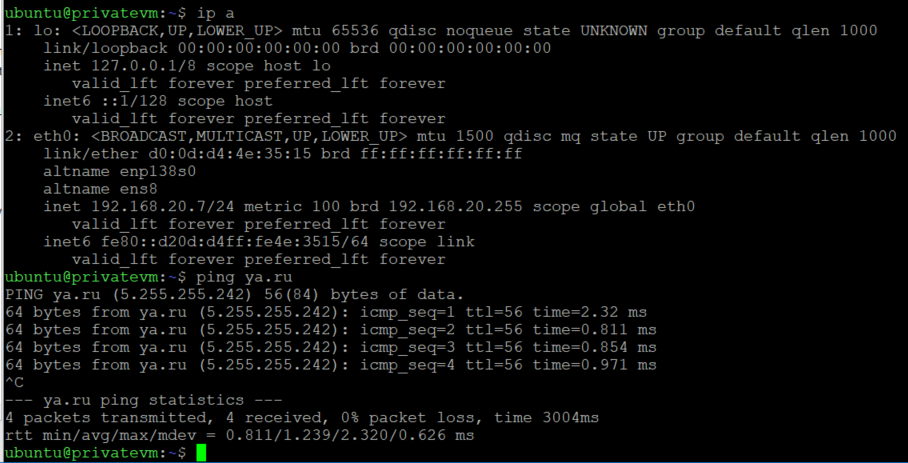 ubuntu@privatevm:~$ ip a
1: lo: <LOOPBACK,UP,LOWER_UP> mtu 65536 qdisc noqueue state UNKNOWN group default qlen 1000
    link/loopback 00:00:00:00:00:00 brd 00:00:00:00:00:00
    inet 127.0.0.1/8 scope host lo
       valid_lft forever preferred_lft forever
    inet6 ::1/128 scope host
       valid_lft forever preferred_lft forever
2: eth0: <BROADCAST,MULTICAST,UP,LOWER_UP> mtu 1500 qdisc mq state UP group default qlen 1000
    link/ether d0:0d:d4:4e:35:15 brd ff:ff:ff:ff:ff:ff
    altname enp138s0
    altname ens8
    inet 192.168.20.7/24 metric 100 brd 192.168.20.255 scope global eth0
       valid_lft forever preferred_lft forever
    inet6 fe80::d20d:d4ff:fe4e:3515/64 scope link
       valid_lft forever preferred_lft forever
ubuntu@privatevm:~$ ping ya.ru
PING ya.ru (5.255.255.242) 56(84) bytes of data.
64 bytes from ya.ru (5.255.255.242): icmp_seq=1 ttl=56 time=2.32 ms
64 bytes from ya.ru (5.255.255.242): icmp_seq=2 ttl=56 time=0.811 ms
64 bytes from ya.ru (5.255.255.242): icmp_seq=3 ttl=56 time=0.854 ms
64 bytes from ya.ru (5.255.255.242): icmp_seq=4 ttl=56 time=0.971 ms
^C
--- ya.ru ping statistics ---
4 packets transmitted, 4 received, 0% packet loss, time 3004ms
rtt min/avg/max/mdev = 0.811/1.239/2.320/0.626 ms
ubuntu@privatevm:~$